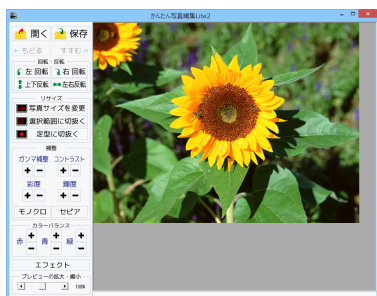 かんたん写真編集Lite2
開く 保存
もどる すすむ
回転・反転
左回転 右回転
上下反転 左右反転
リサイズ
写真サイズを変更
選択範囲に切抜く
定型に切抜く
補整
ガンマ補整 コントラスト
+ − + −
彩度 輝度
+ − + −
モノクロ セピア
カラーバランス
赤 + − 青 + − 緑 + −
エフェクト
プレビューの拡大・縮小
100%